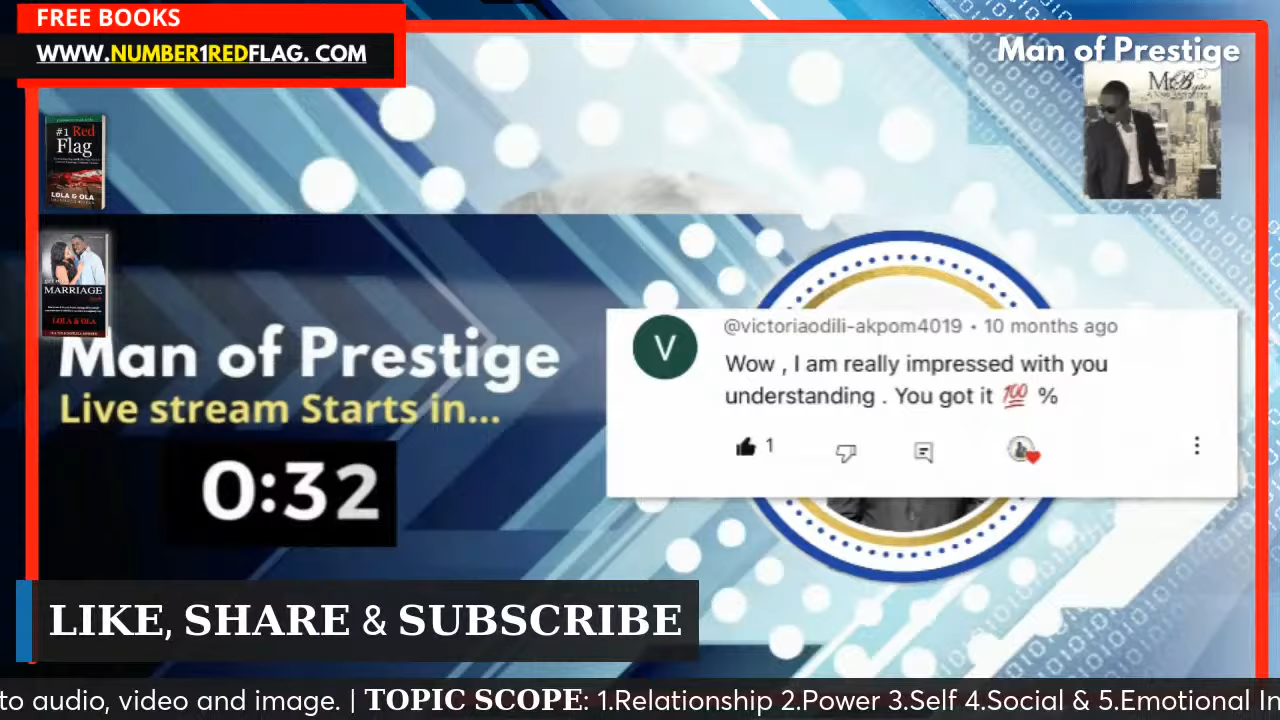 FREE BOOKS
WWW.NUMBER1REDFLAG. COM
Man of Prestige
#1 Red
Flag
LOLA & OLA
MARRIAGE
LOLA & OLA
Man of Prestige
Live stream Starts in...
0:32
V
@victoriaodili-akpom4019 • 10 months ago
Wow , I am really impressed with you
understanding . You got it 💯 %
1
LIKE, SHARE & SUBSCRIBE
to audio, video and image. | TOPIC SCOPE: 1.Relationship 2.Power 3.Self 4.Social & 5.Emotional In